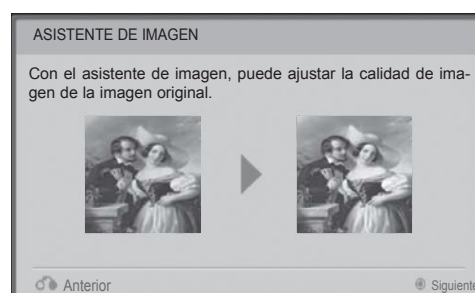 ASISTENTE DE IMAGEN
Con el asistente de imagen, puede ajustar la calidad de ima-
gen de la imagen original.
Anterior
Siguiente